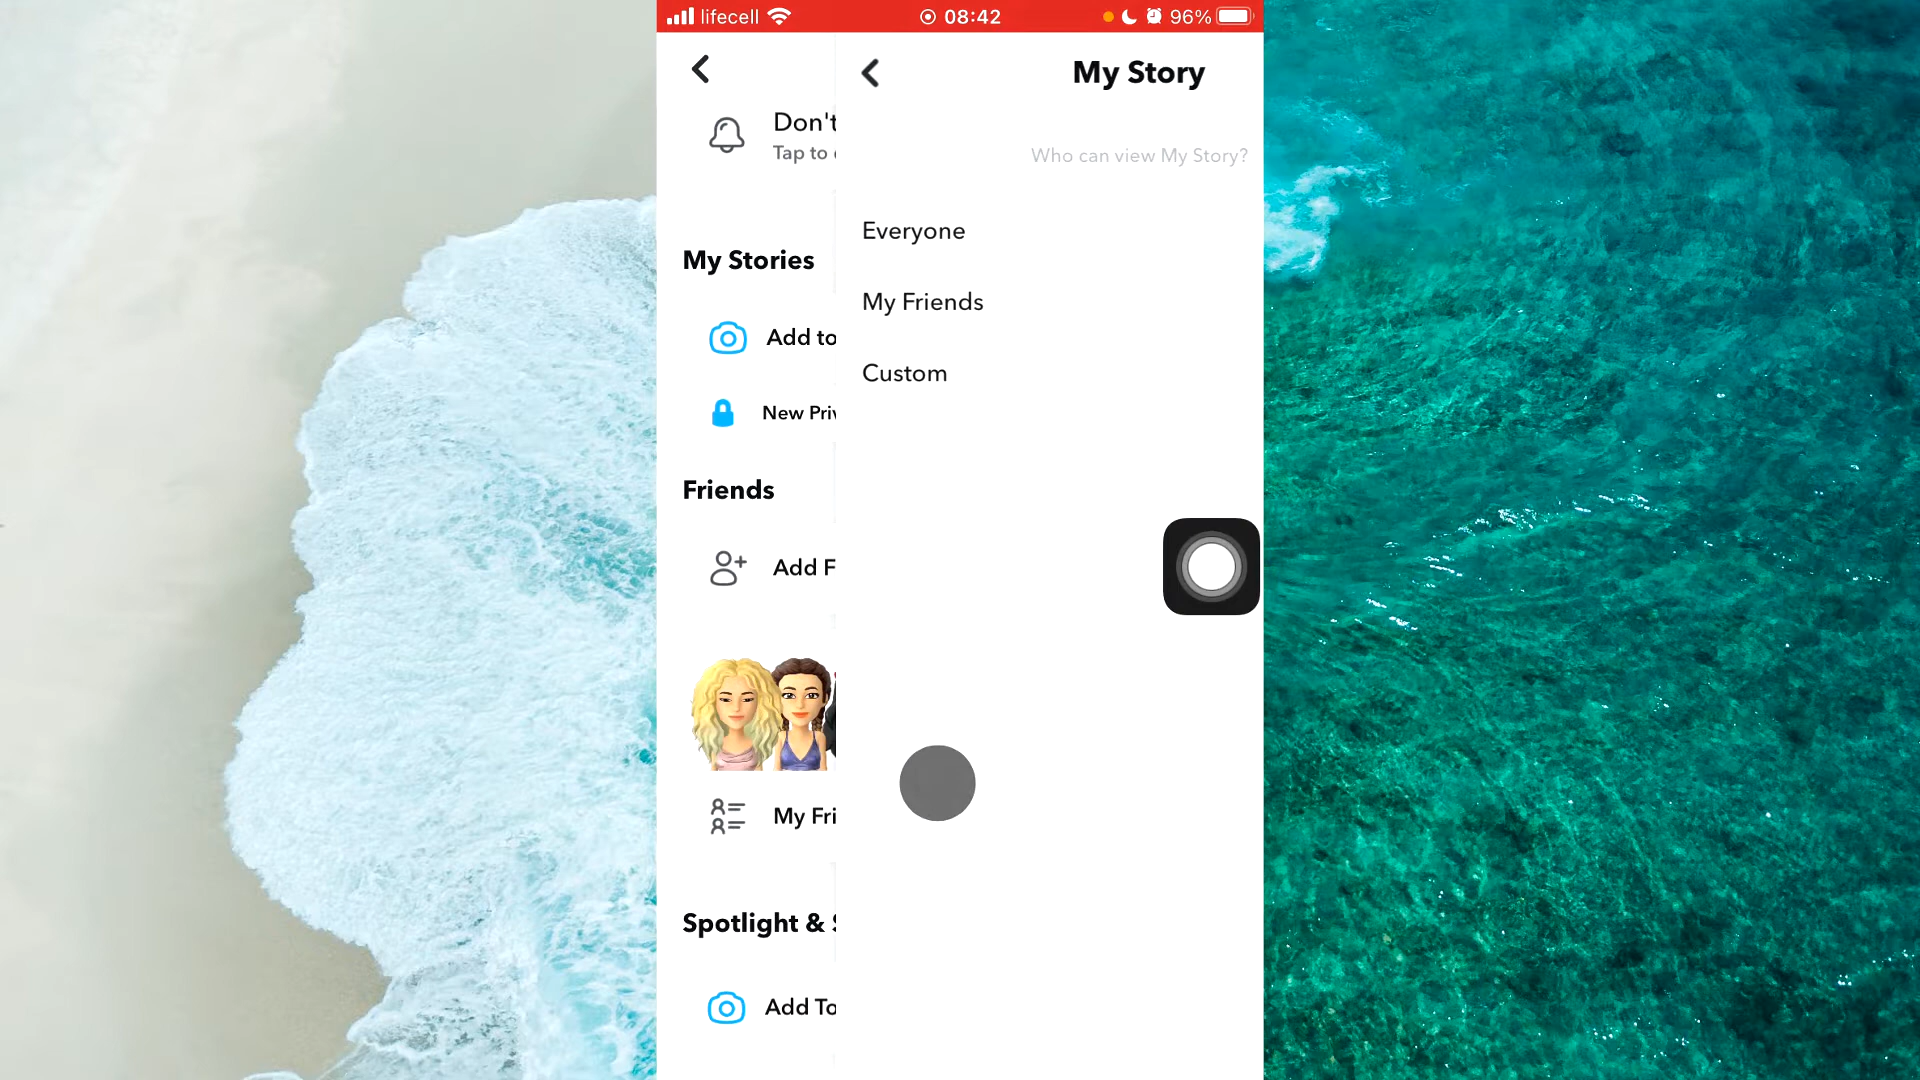 lifecell 08:42 96%
My Story
Don't
Tap to
Who can view My Story?
Everyone
My Friends
Custom
My Stories
Add to
New Priv
Friends
Add F
My Fri
Spotlight & S
Add To